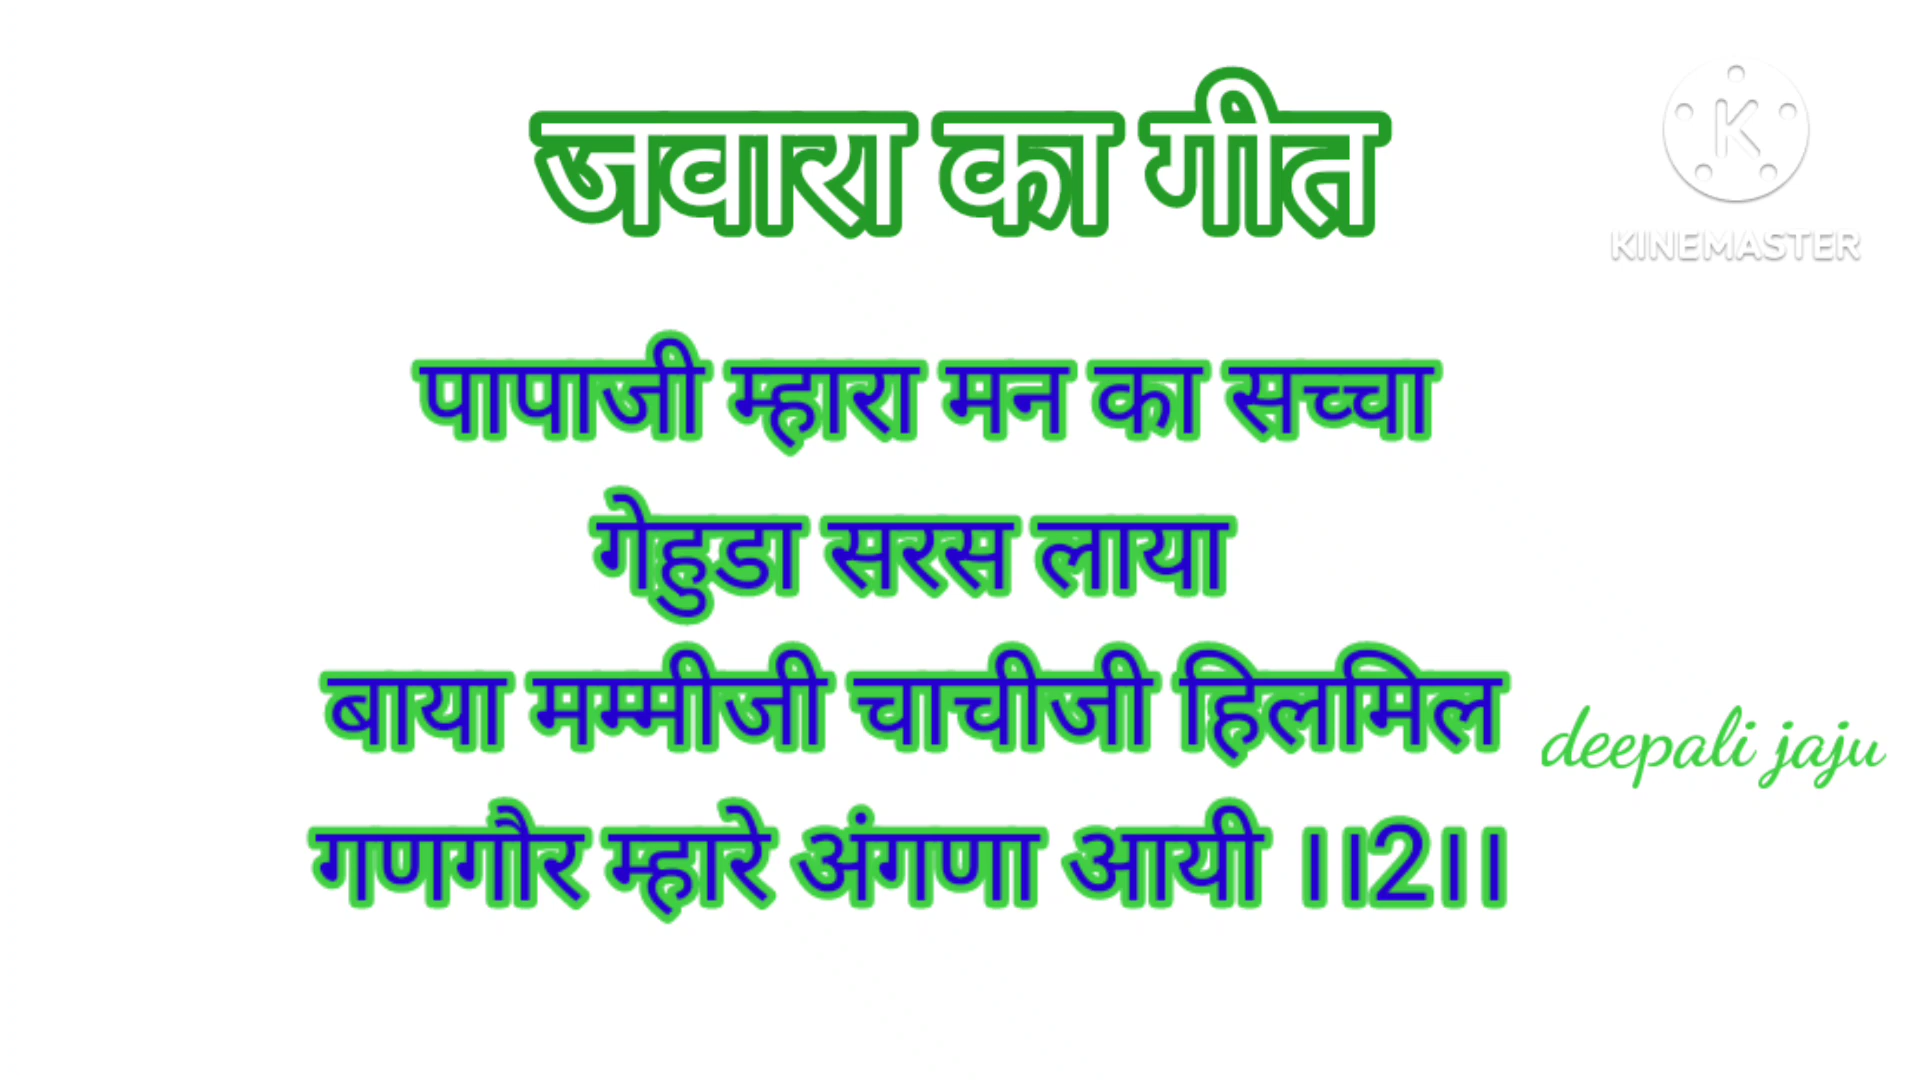 जवारा का गीत
KINEMASTER
पापाजी म्हारा मन का सच्चा
गेहुडा सरस लाया
बाया मम्मीजी चाचीजी हिलमिल
deepali jaju
गणगौर म्हारे अंगणा आयी ।।2।।